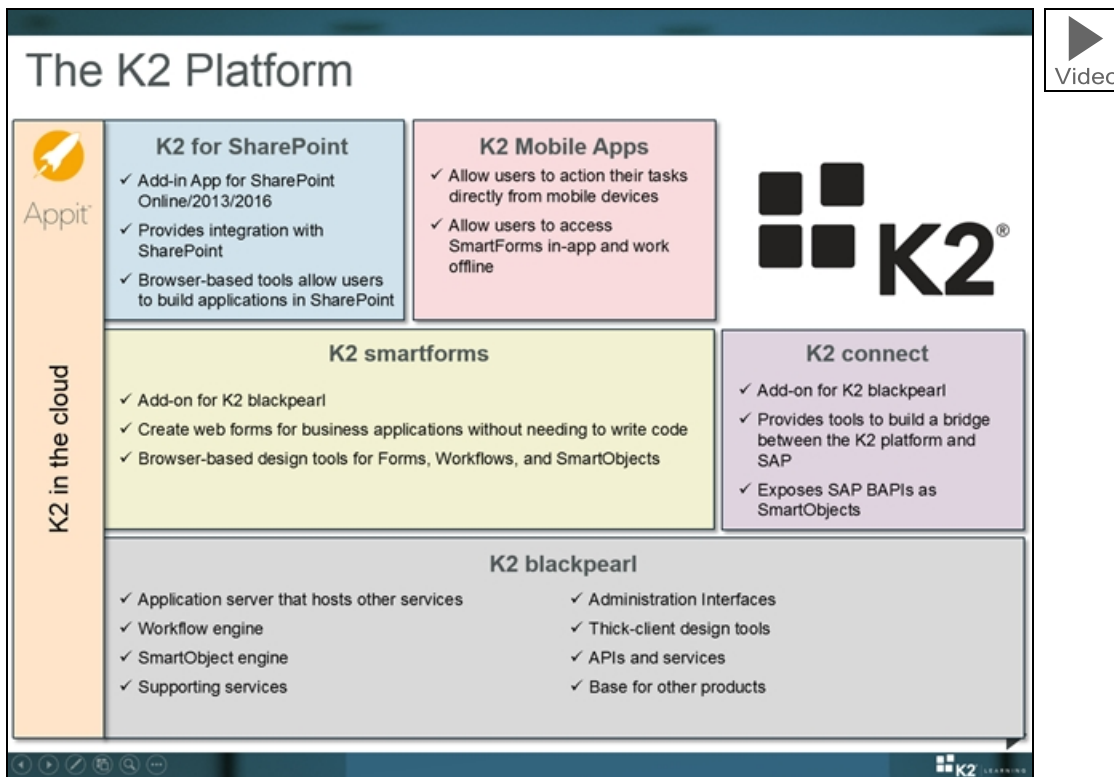 The K2 Platform
Video
Appit
K2 in the cloud
K2 for SharePoint
✓ Add-in App for SharePoint
Online/2013/2016
✓ Provides integration with
SharePoint
✓ Browser-based tools allow users
to build applications in SharePoint
K2 Mobile Apps
✓ Allow users to action their tasks
directly from mobile devices
✓ Allow users to access
SmartForms in-app and work
offline
K2®
K2 smartforms
✓ Add-on for K2 blackpearl
✓ Create web forms for business applications without needing to write code
✓ Browser-based design tools for Forms, Workflows, and SmartObjects
K2 connect
✓ Add-on for K2 blackpearl
✓ Provides tools to build a bridge
between the K2 platform and
SAP
✓ Exposes SAP BAPIs as
SmartObjects
K2 blackpearl
✓ Application server that hosts other services
✓ Workflow engine
✓ SmartObject engine
✓ Supporting services
✓ Administration Interfaces
✓ Thick-client design tools
✓ APIs and services
✓ Base for other products
K2 LEARNING